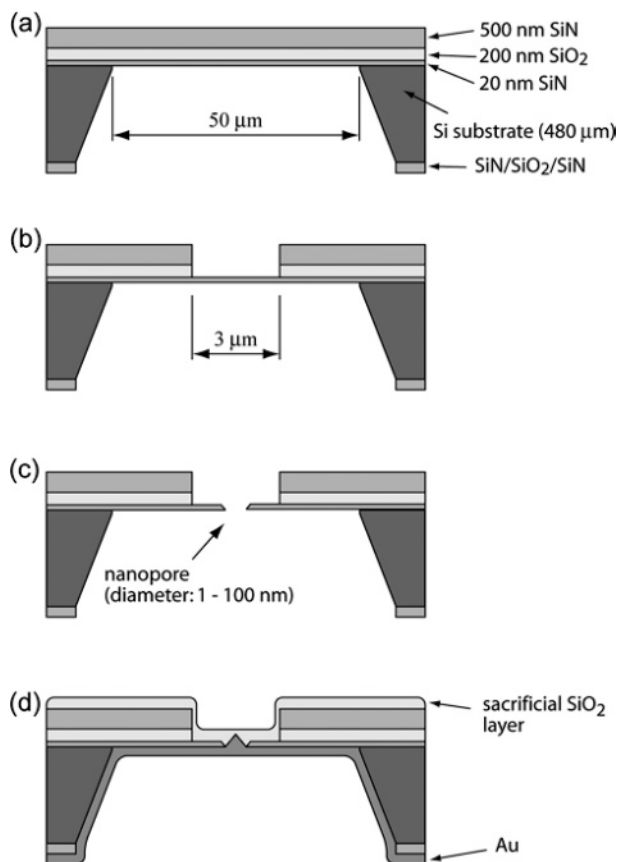 (a)
500 nm SiN
200 nm SiO₂
20 nm SiN
50 µm
Si substrate (480 µm)
SiN/SiO₂/SiN
(b)
3 µm
(c)
nanopore
(diameter: 1 - 100 nm)
(d)
sacrificial SiO₂
layer
Au